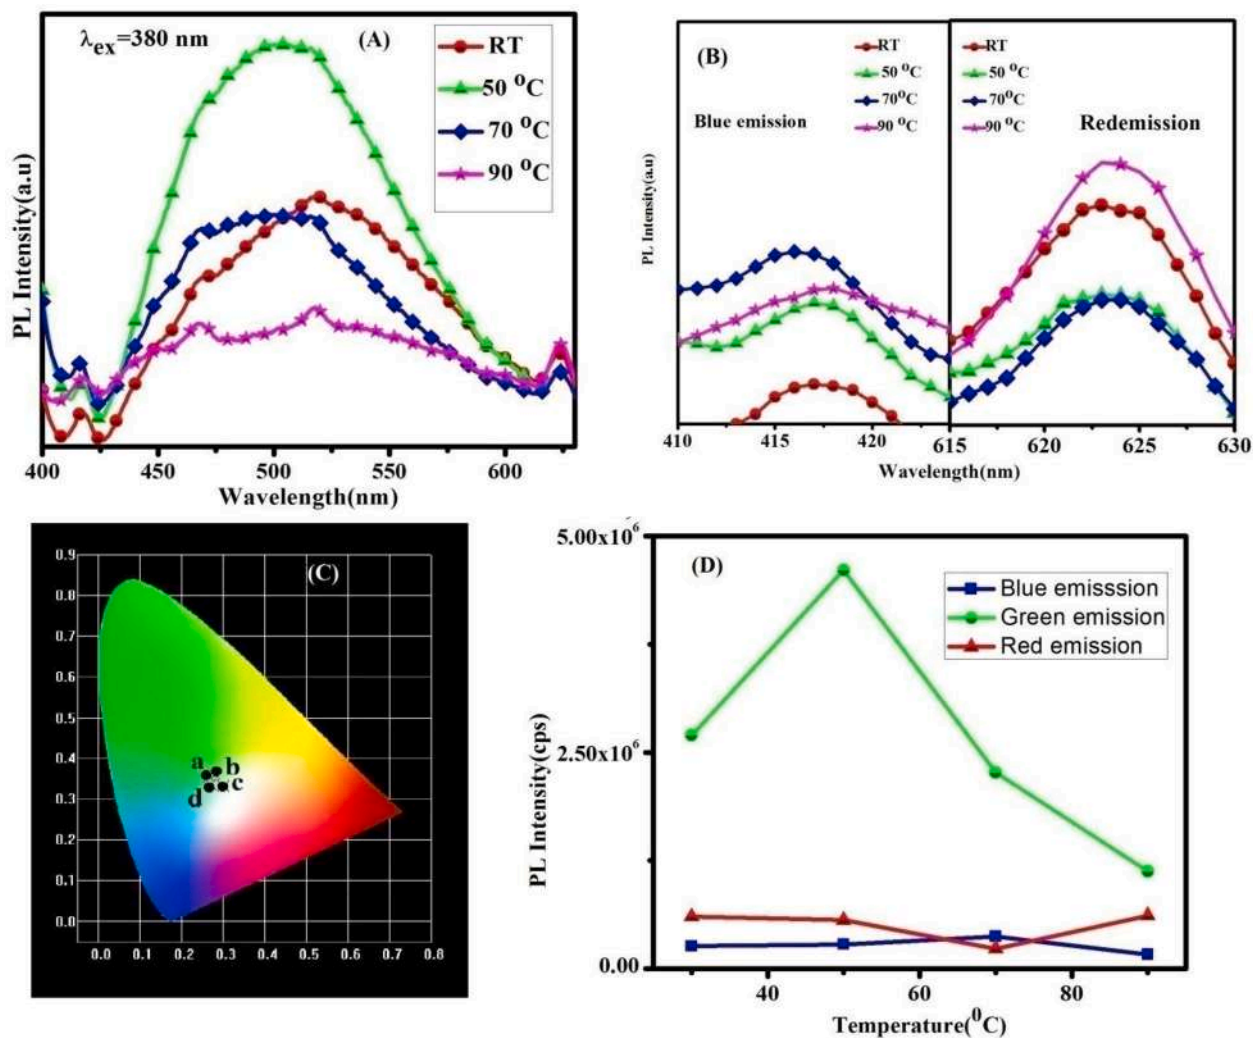 λex=380 nm
(A)
RT
50 °C
70 °C
90 °C
PL Intensity(a.u
400 450 500 550 600
Wavelength(nm)
(B)
RT
50 °C
70°C
90 °C
Blue emission
RT
50 °C
70°C
90 °C
Redemission
PL Intensity(a.u)
410 415 420 615 620 625 630
Wavelength(nm)
(C)
0.9
0.8
0.7
0.6
0.5
0.4
0.3
0.2
0.1
0.0
a b
d c
0.0 0.1 0.2 0.3 0.4 0.5 0.6 0.7 0.8
(D)
Blue emisssion
Green emission
Red emission
5.00x10⁶
2.50x10⁶
0.00
PL Intensity(cps)
40 60 80
Temperature(⁰C)